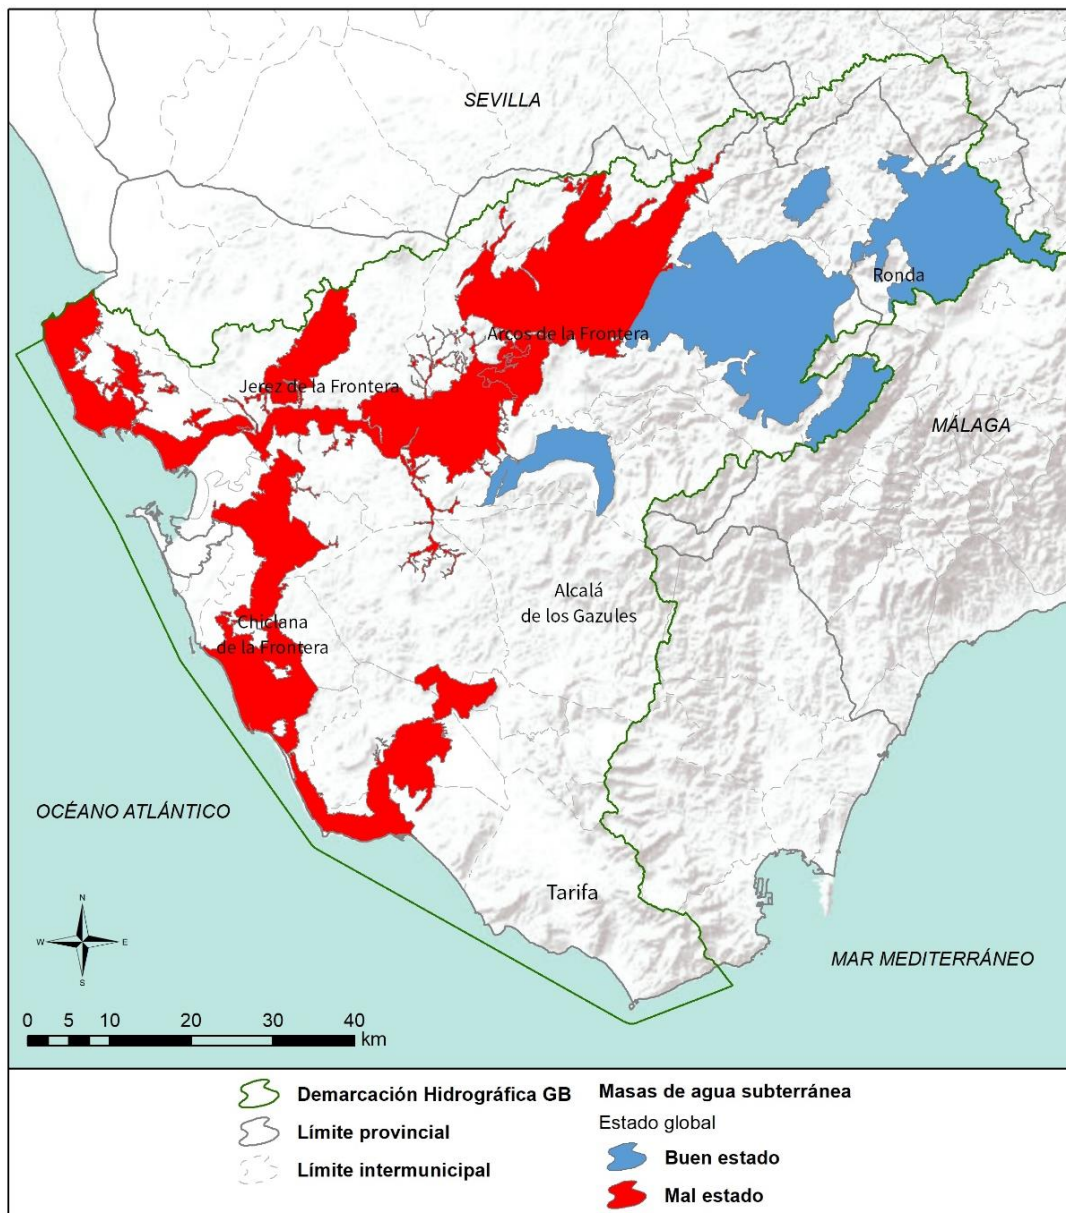 SEVILLA
Ronda
Arcos de la Frontera
Jerez de la Frontera
MÁLAGA
Alcalá
de los Gazules
Chiclana
de la Frontera
OCÉANO ATLÁNTICO
Tarifa
N
W E
S
MAR MEDITERRÁNEO
0 5 10 20 30 40
km
Demarcación Hidrográfica GB
Límite provincial
Límite intermunicipal
Masas de agua subterránea
Estado global
Buen estado
Mal estado